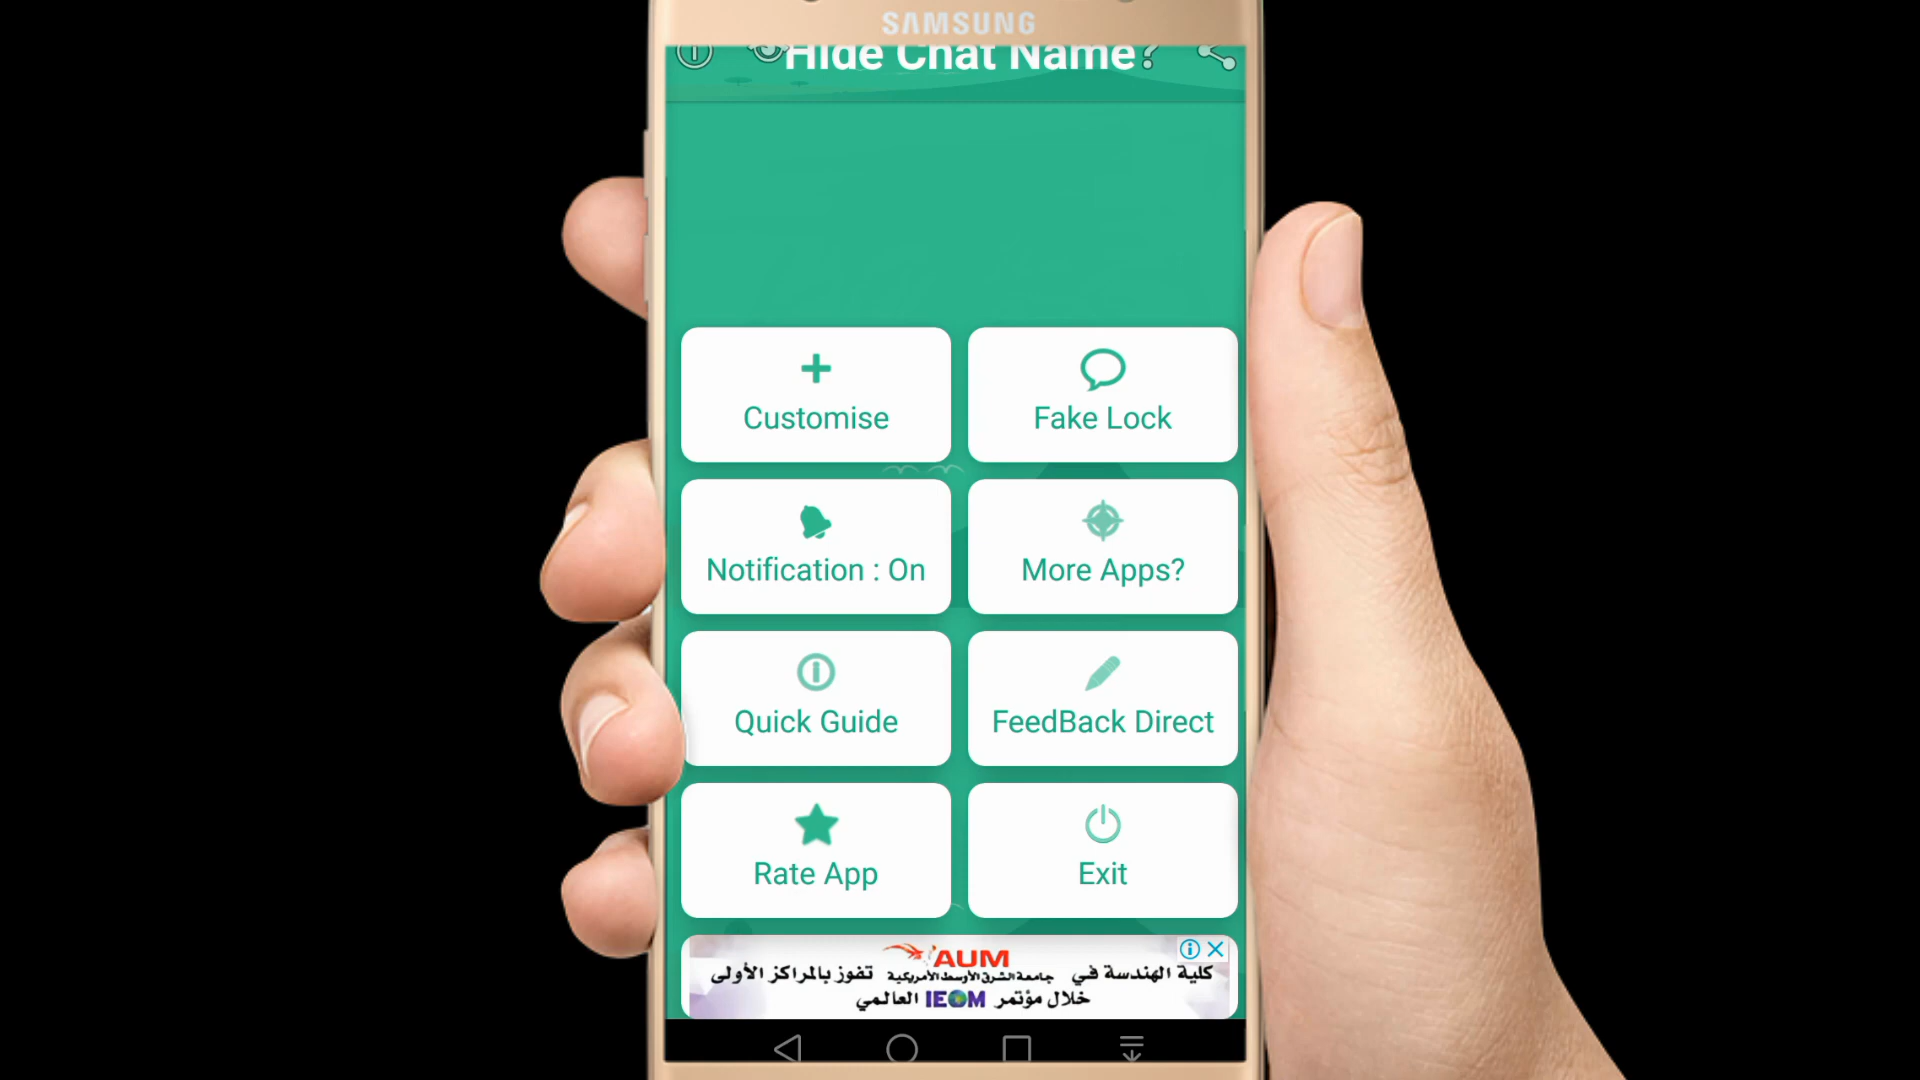 SAMSUNG
Hide Chat Name?
Customise
Fake Lock
Notification : On
More Apps?
Quick Guide
FeedBack Direct
Rate App
Exit
AUM
كلية الهندسة في جامعة الشرق الأوسط الأمريكية تفوز بالمراكز الأولى
خلال مؤتمر IEOM العالمي